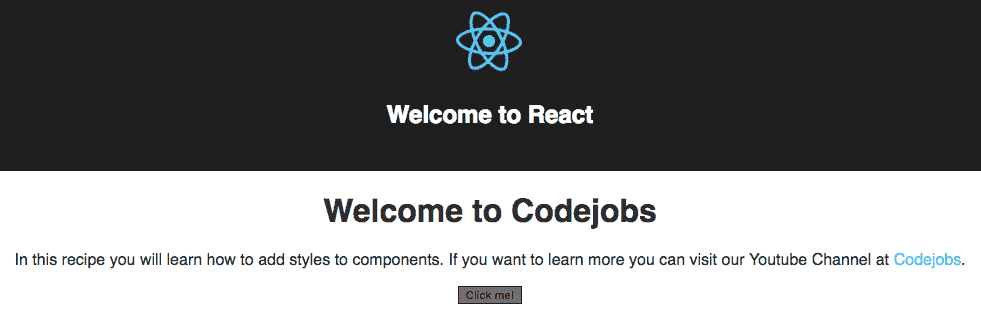 Welcome to React
Welcome to Codejobs
In this recipe you will learn how to add styles to components. If you want to learn more you can visit our Youtube Channel at Codejobs.
Click me!